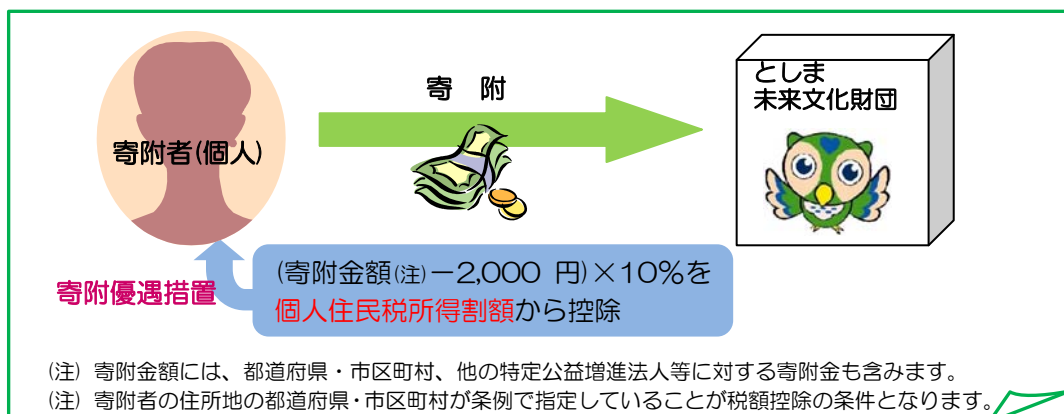 寄 附
としま
未来文化財団
寄附者(個人)
(寄附金額(注)－2,000 円)×10％を
個人住民税所得割額から控除
寄附優遇措置
(注) 寄附金額には、都道府県・市区町村、他の特定公益増進法人等に対する寄附金も含みます。
(注) 寄附者の住所地の都道府県・市区町村が条例で指定していることが税額控除の条件となります。